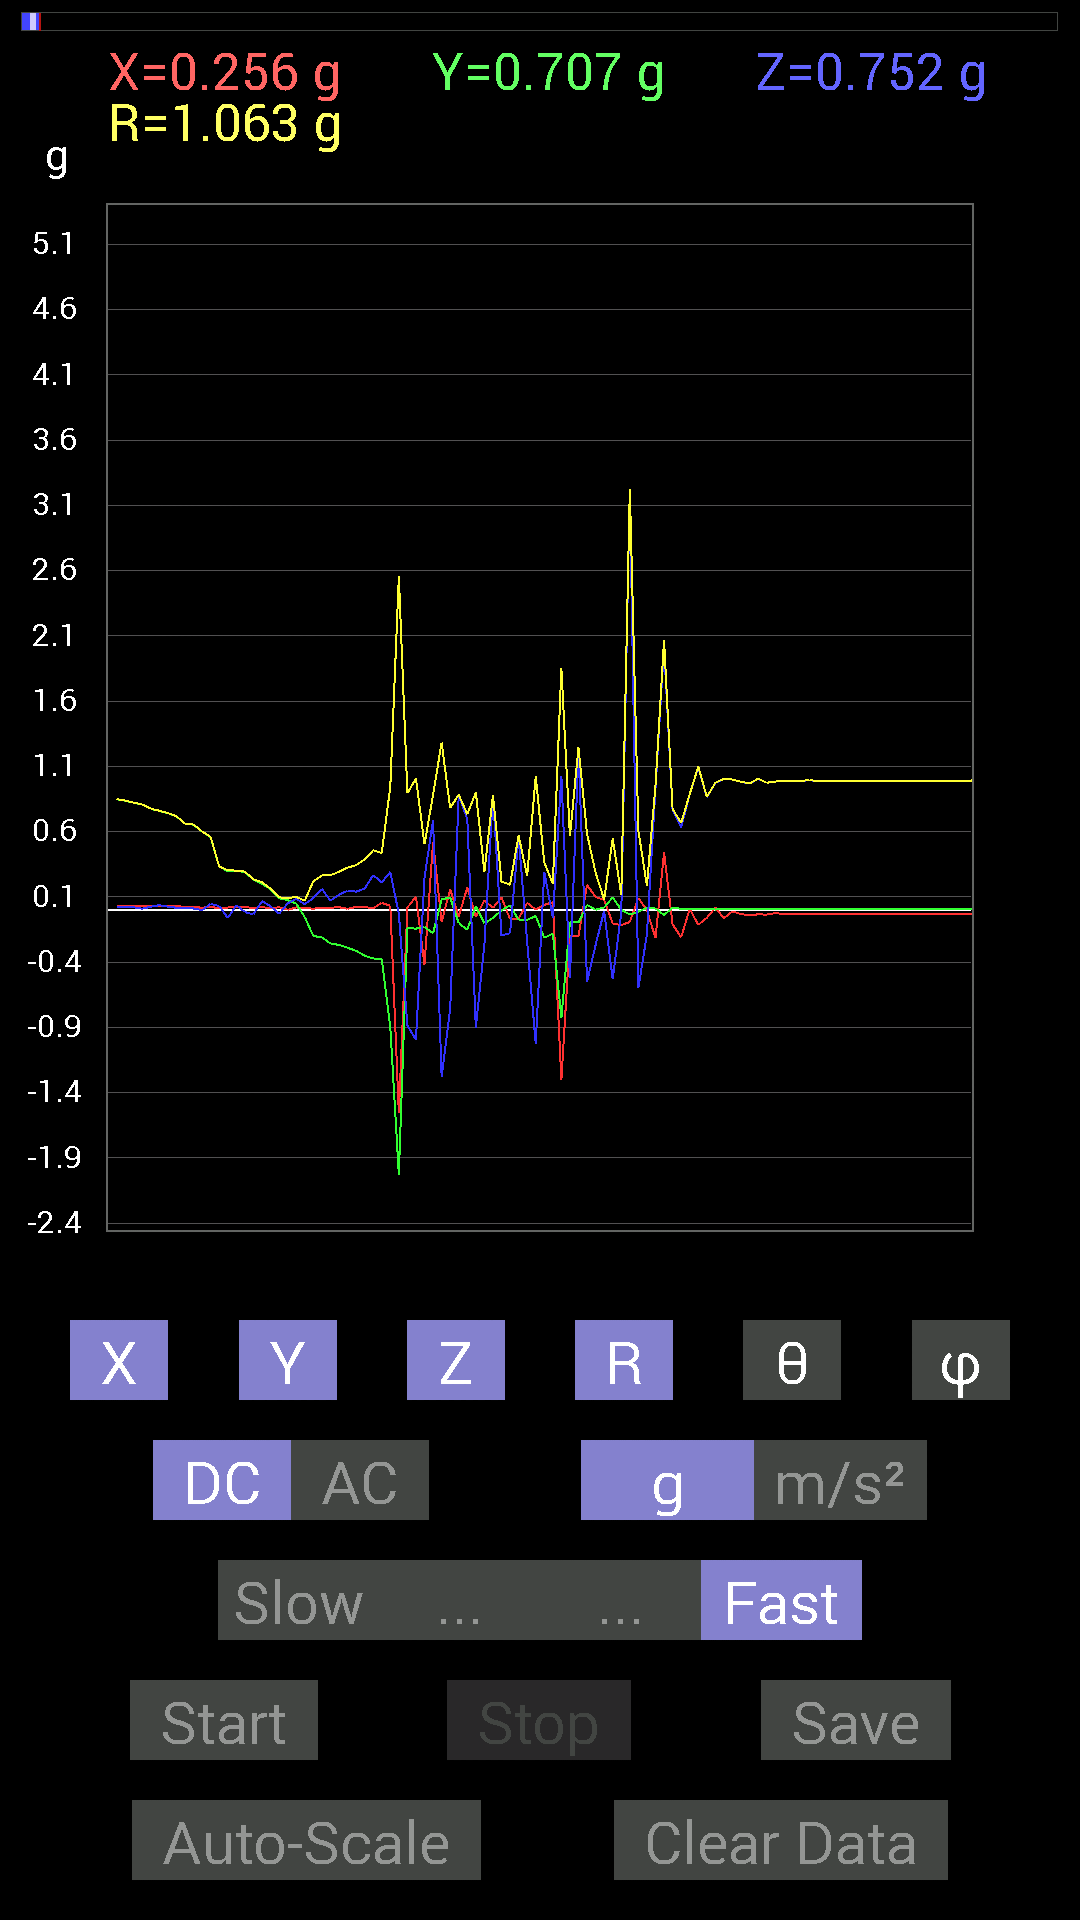 X=0.256 g Y=0.707 g Z=0.752 g
R=1.063 g
g
5.1
4.6
4.1
3.6
3.1
2.6
2.1
1.6
1.1
0.6
0.1
-0.4
-0.9
-1.4
-1.9
-2.4
X Y Z R θ φ
DC AC g m/s²
Slow ... ... Fast
Start Stop Save
Auto-Scale Clear Data